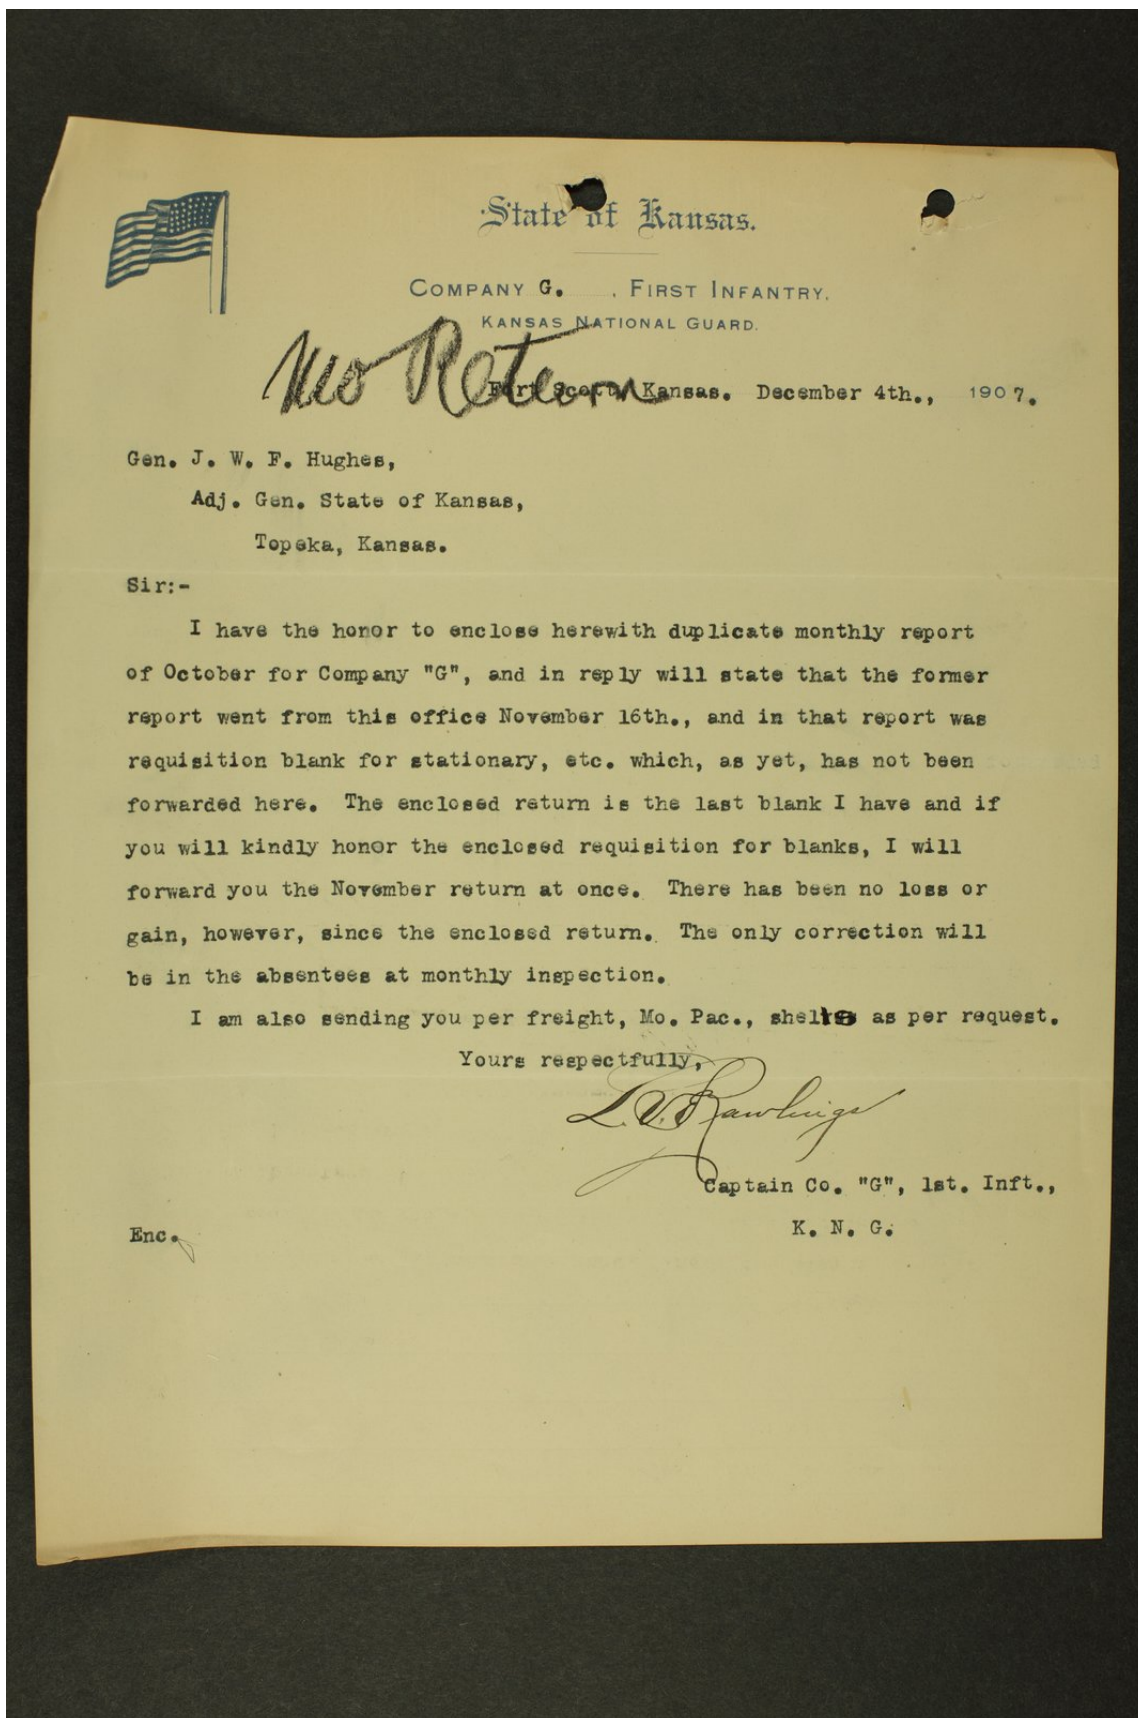 State of Kansas.
COMPANY G. , FIRST INFANTRY,
KANSAS NATIONAL GUARD.
Mo Return
Fort Scott, Kansas. December 4th., 1907.
Gen. J. W. F. Hughes,
Adj. Gen. State of Kansas,
Topeka, Kansas.
Sir:-
I have the honor to enclose herewith duplicate monthly report
of October for Company "G", and in reply will state that the former
report went from this office November 16th., and in that report was
requisition blank for stationary, etc. which, as yet, has not been
forwarded here. The enclosed return is the last blank I have and if
you will kindly honor the enclosed requisition for blanks, I will
forward you the November return at once. There has been no loss or
gain, however, since the enclosed return. The only correction will
be in the absentees at monthly inspection.
I am also sending you per freight, Mo. Pac., as per request.
Yours respectfully,
L. V. Rawlings
Captain Co. "G", 1st. Inft.,
K. N. G.
Enc.